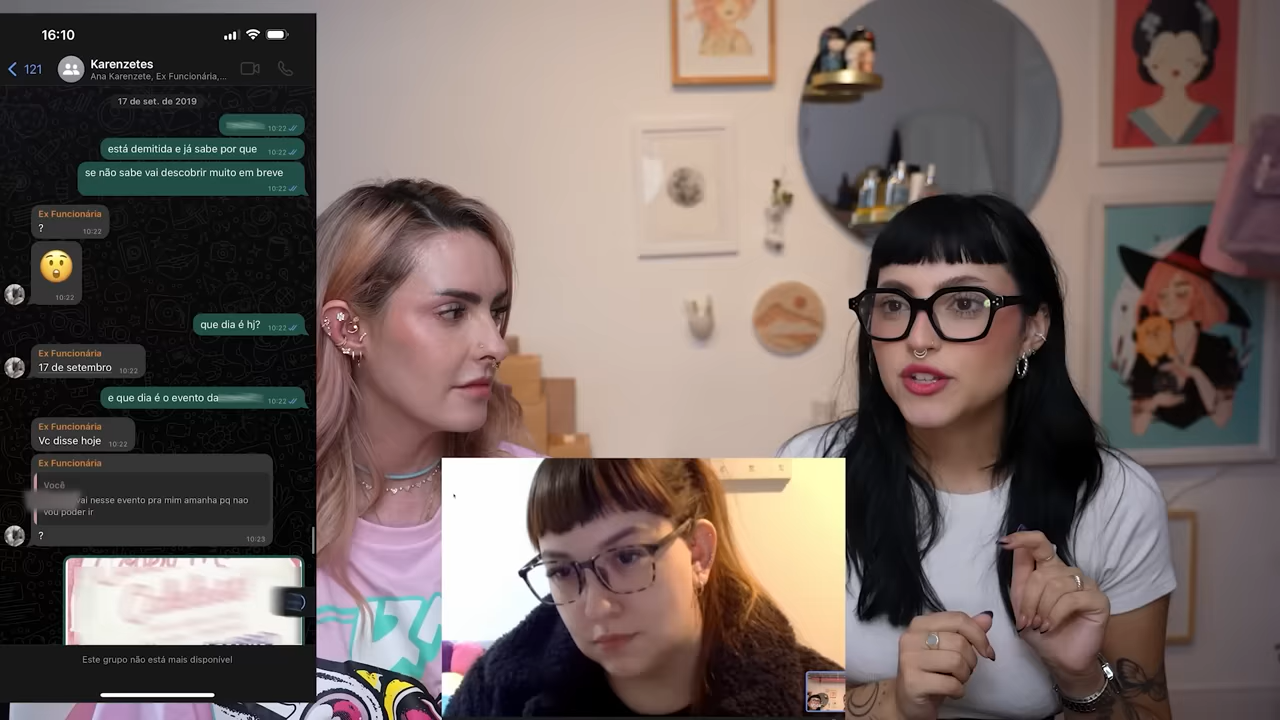 16:10
121
Karenzetes
Ana Karenzete, Ex Funcionária,...
17 de set. de 2019
10:22
está demitida e já sabe por que
10:22
se não sabe vai descobrir muito em breve
10:22
Ex Funcionária
?
10:22
😲
10:22
que dia é hj?
10:22
Ex Funcionária
17 de setembro
10:22
e que dia é o evento da
10:22
Ex Funcionária
Vc disse hoje
10:22
Ex Funcionária
Você
vai nesse evento pra mim amanha pq nao
vou poder ir
?
10:23
Este grupo não está mais disponível